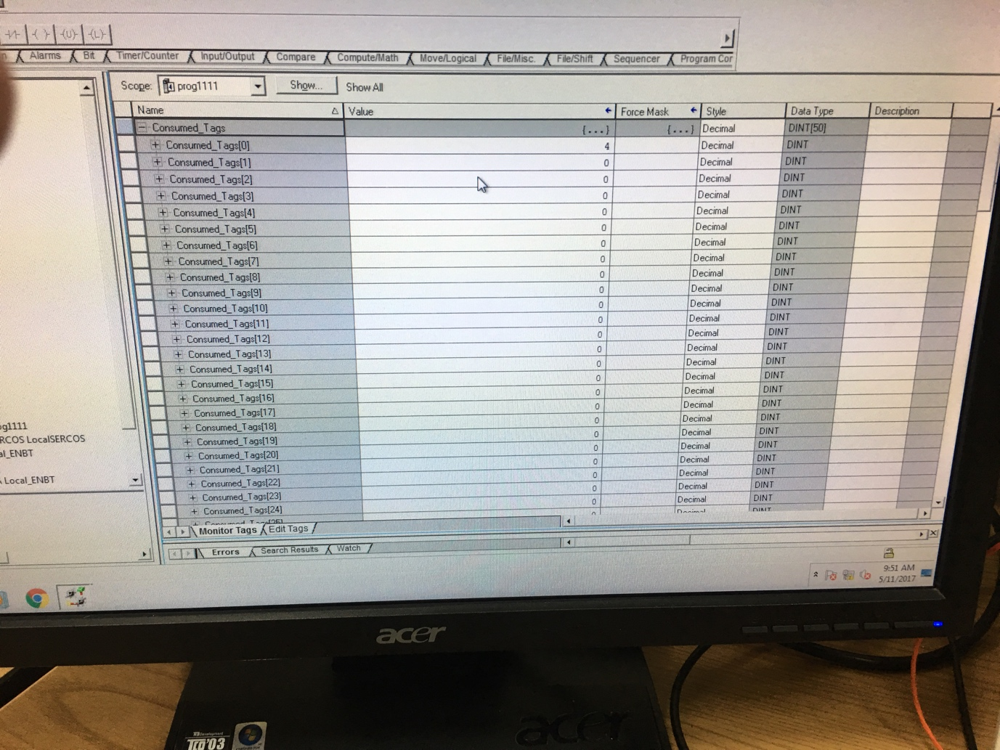 (U) (L)
Alarms Bit Timer/Counter Input/Output Compare Compute/Math Move/Logical File/Misc. File/Shift Sequencer Program Cor
Scope: prog1111 Show... Show All
Name Value Force Mask Style Data Type Description
Consumed_Tags {...} {...} Decimal DINT[50]
Consumed_Tags[0] 4 Decimal DINT
Consumed_Tags[1] 0 Decimal DINT
Consumed_Tags[2] 0 Decimal DINT
Consumed_Tags[3] 0 Decimal DINT
Consumed_Tags[4] 0 Decimal DINT
Consumed_Tags[5] 0 Decimal DINT
Consumed_Tags[6] 0 Decimal DINT
Consumed_Tags[7] 0 Decimal DINT
Consumed_Tags[8] 0 Decimal DINT
Consumed_Tags[9] 0 Decimal DINT
Consumed_Tags[10] 0 Decimal DINT
Consumed_Tags[11] 0 Decimal DINT
Consumed_Tags[12] 0 Decimal DINT
Consumed_Tags[13] 0 Decimal DINT
Consumed_Tags[14] 0 Decimal DINT
Consumed_Tags[15] 0 Decimal DINT
Consumed_Tags[16] 0 Decimal DINT
Consumed_Tags[17] 0 Decimal DINT
Consumed_Tags[18] 0 Decimal DINT
Consumed_Tags[19] 0 Decimal DINT
Consumed_Tags[20] 0 Decimal DINT
Consumed_Tags[21] 0 Decimal DINT
Consumed_Tags[22] 0 Decimal DINT
Consumed_Tags[23] 0 Decimal DINT
Consumed_Tags[24] 0 Decimal DINT
og1111
RCOS LocalSERCOS
al_ENBT
Local_ENBT
Monitor Tags Edit Tags
Errors Search Results Watch
9:51 AM
5/11/2017
acer
acer
TCO'03